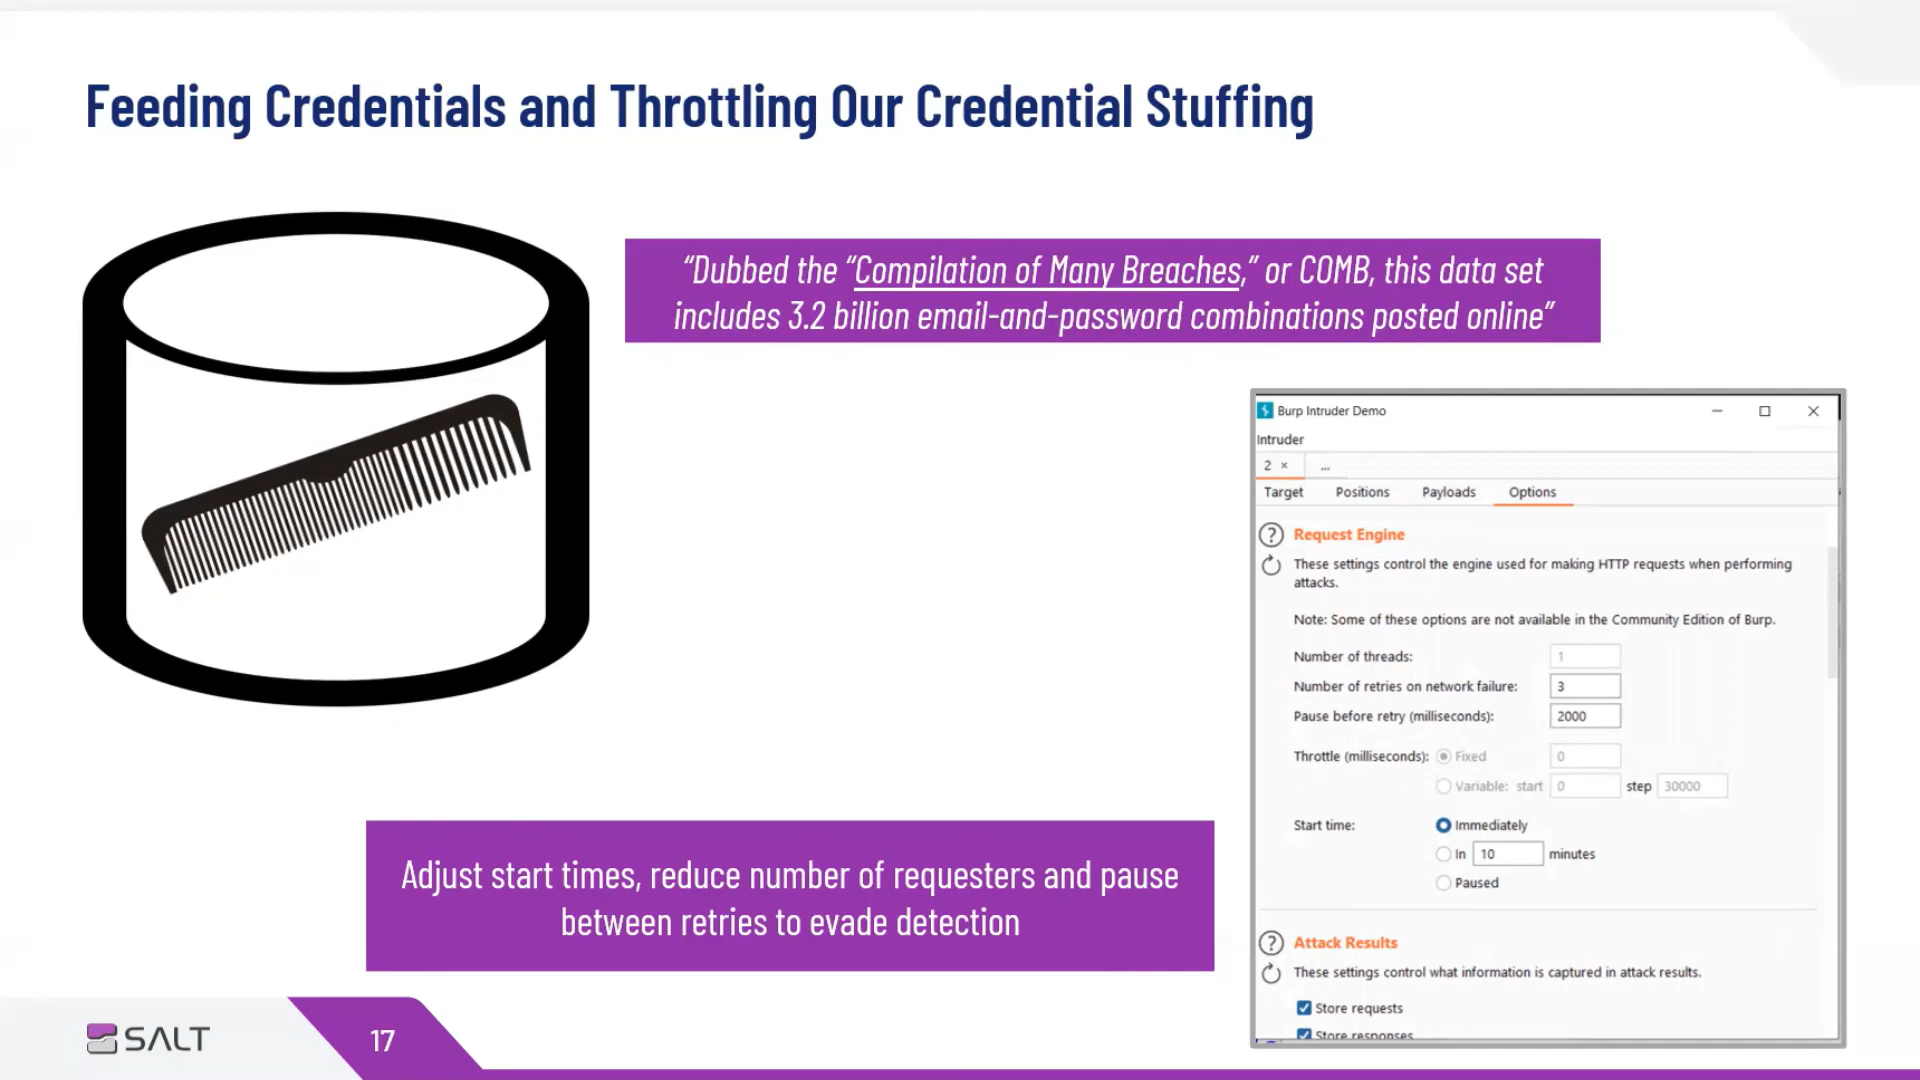 Feeding Credentials and Throttling Our Credential Stuffing
“Dubbed the “Compilation of Many Breaches,” or COMB, this data set
includes 3.2 billion email-and-password combinations posted online”
Burp Intruder Demo
Intruder
2 × ...
Target Positions Payloads Options
? Request Engine
These settings control the engine used for making HTTP requests when performing
attacks.
Note: Some of these options are not available in the Community Edition of Burp.
Number of threads: 1
Number of retries on network failure: 3
Pause before retry (milliseconds): 2000
Throttle (milliseconds): Fixed 0
Variable: start 0 step 30000
Start time: Immediately
In 10 minutes
Paused
? Attack Results
These settings control what information is captured in attack results.
Store requests
Store responses
Adjust start times, reduce number of requesters and pause
between retries to evade detection
SALT
17